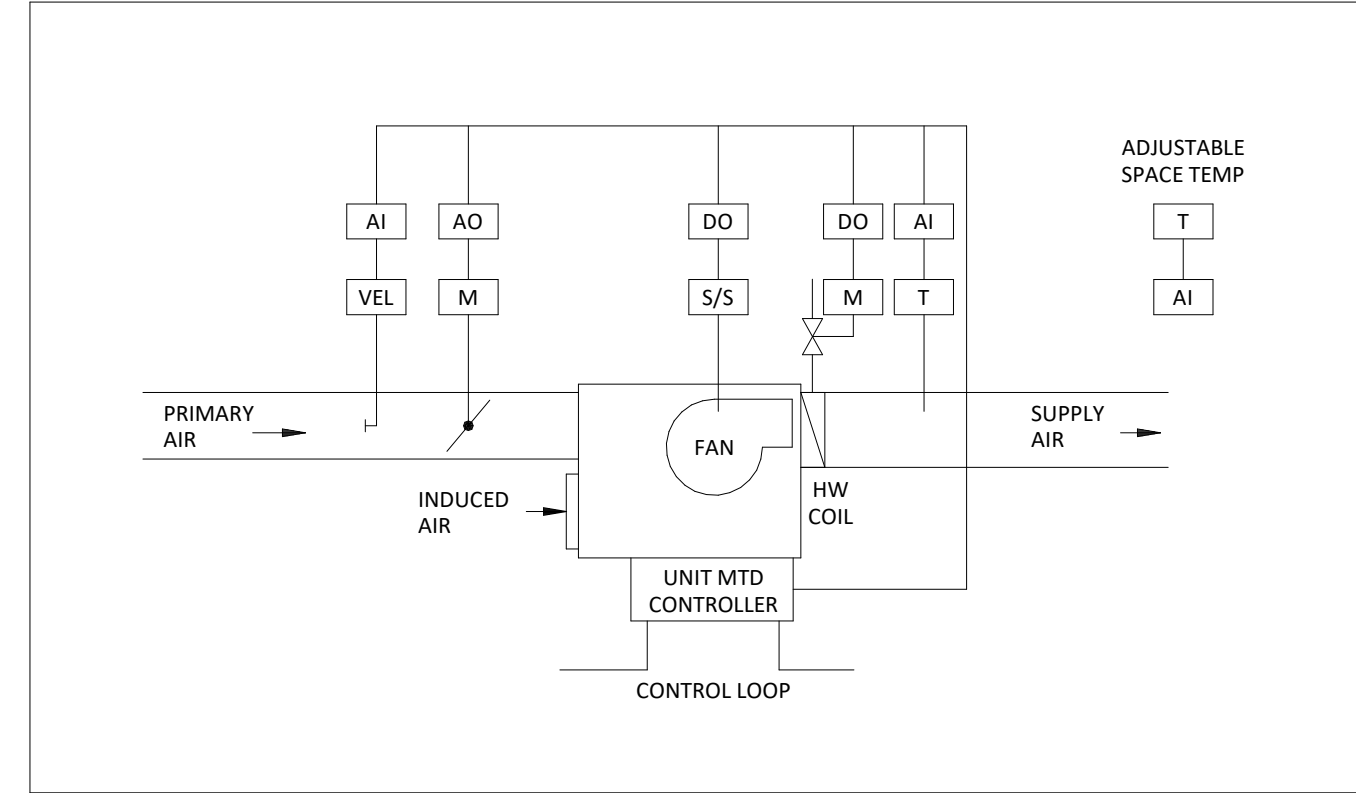 ADJUSTABLE
SPACE TEMP
AI
AO
DO
DO
AI
T
VEL
M
S/S
M
T
AI
PRIMARY
AIR
FAN
SUPPLY
AIR
INDUCED
AIR
HW
COIL
UNIT MTD
CONTROLLER
CONTROL LOOP